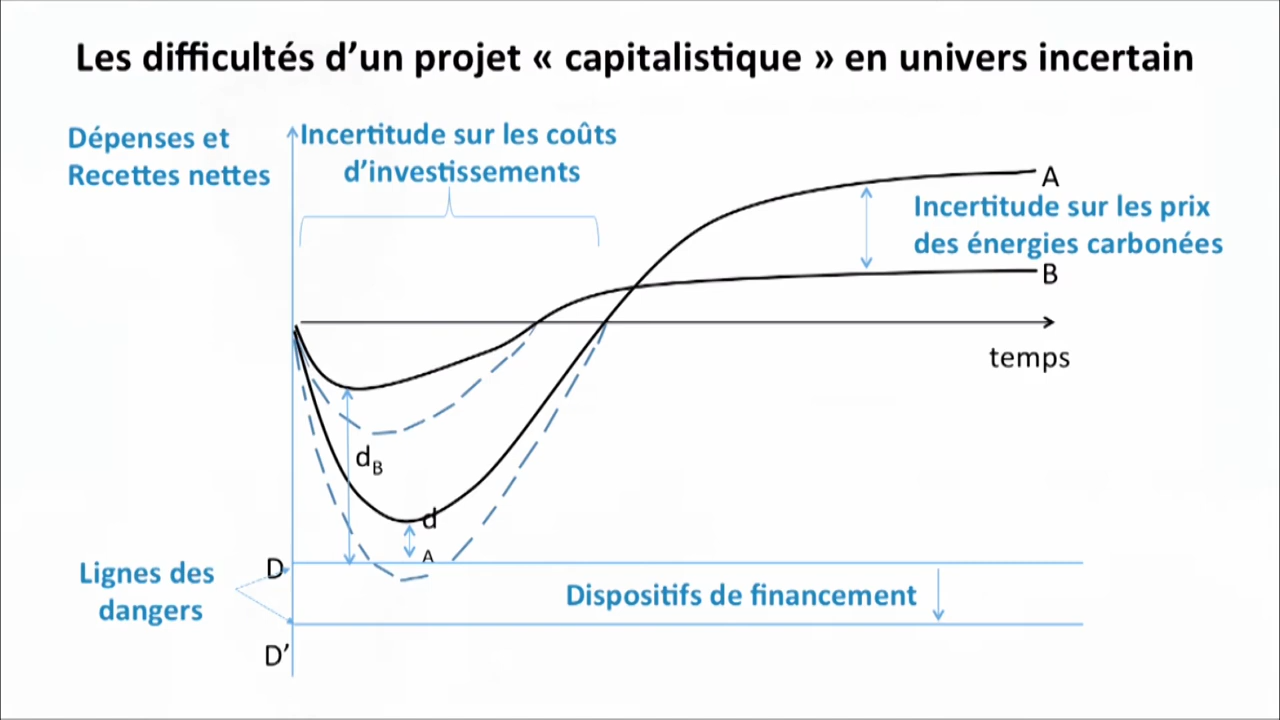 Les difficultés d’un projet « capitalistique » en univers incertain
Dépenses et
Recettes nettes
Incertitude sur les coûts
d’investissements
A
Incertitude sur les prix
des énergies carbonées
B
temps
dB
d
A
D
Lignes des
dangers
Dispositifs de financement
D’